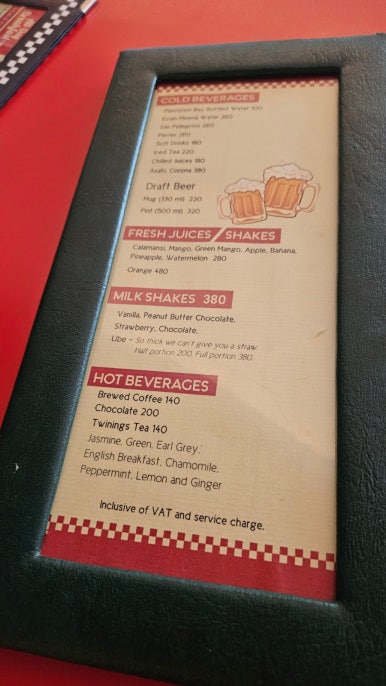 COLD BEVERAGES
Plantation Bay Bottled Water 100
Evian Mineral Water 260
San Pellegrino 260
Perrier 260
Soft Drinks 180
Iced Tea 220
Chilled Juices 180
Asahi, Corona 380
Draft Beer
Mug (330 ml) 220
Pint (500 ml) 320
FRESH JUICES / SHAKES
Calamansi, Mango, Green Mango, Apple, Banana,
Pineapple, Watermelon 280
Orange 480
MILK SHAKES 380
Vanilla, Peanut Butter Chocolate,
Strawberry, Chocolate,
Ube - So thick we can't give you a straw.
Half portion 200. Full portion 380.
HOT BEVERAGES
Brewed Coffee 140
Chocolate 200
Twinings Tea 140
Jasmine, Green, Earl Grey,
English Breakfast, Chamomile,
Peppermint, Lemon and Ginger
Inclusive of VAT and service charge.